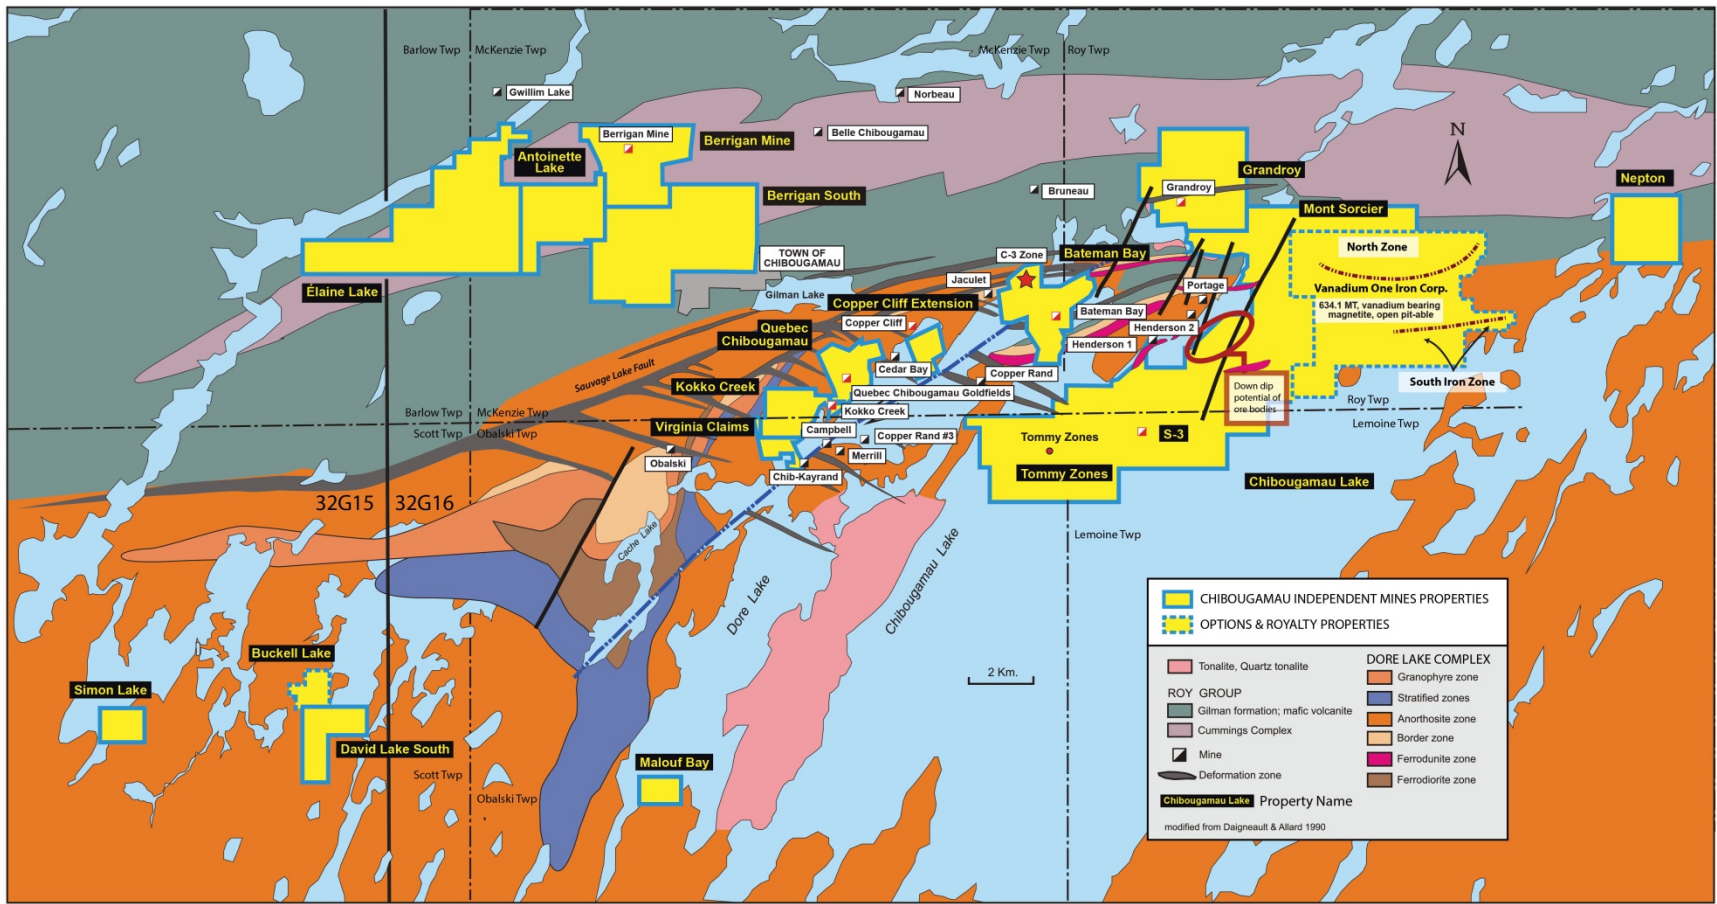 Barlow Twp
McKenzie Twp
McKenzie Twp
Roy Twp
Gwillim Lake
Norbeau
Berrigan Mine
Berrigan Mine
Belle Chibougamau
Antoinette
Lake
N
Grandroy
Nepton
Berrigan South
Bruneau
Grandroy
Mont Sorcier
North Zone
TOWN OF
CHIBOUGAMAU
C-3 Zone
Bateman Bay
Jaculet
Portage
Vanadium One Iron Corp.
Élaine Lake
Gilman Lake
Copper Cliff Extension
634.1 MT, vanadium bearing
magnetite, open pit-able
Bateman Bay
Copper Cliff
Henderson 2
Quebec
Chibougamau
Henderson 1
Sauvage Lake Fault
Cedar Bay
Copper Rand
South Iron Zone
Kokko Creek
Quebec Chibougamau Goldfields
Down dip
potential of
ore bodies
Roy Twp
Barlow Twp
McKenzie Twp
Kokko Creek
Lemoine Twp
Virginia Claims
Scott Twp
Obalski Twp
Campbell
Copper Rand #3
Tommy Zones
S-3
Merrill
Obalski
Chib-Kayrand
Tommy Zones
Chibougamau Lake
32G15
32G16
Cache Lake
Lemoine Twp
Dore Lake
Chibougamau Lake
Buckell Lake
Simon Lake
David Lake South
Malouf Bay
Scott Twp
Obalski Twp
2 Km.
CHIBOUGAMAU INDEPENDENT MINES PROPERTIES
OPTIONS & ROYALTY PROPERTIES
Tonalite, Quartz tonalite
ROY GROUP
Gilman formation; mafic volcanite
Cummings Complex
Mine
Deformation zone
Chibougamau Lake
Property Name
modified from Daigneault & Allard 1990
DORE LAKE COMPLEX
Granophyre zone
Stratified zones
Anorthosite zone
Border zone
Ferrodunite zone
Ferrodiorite zone